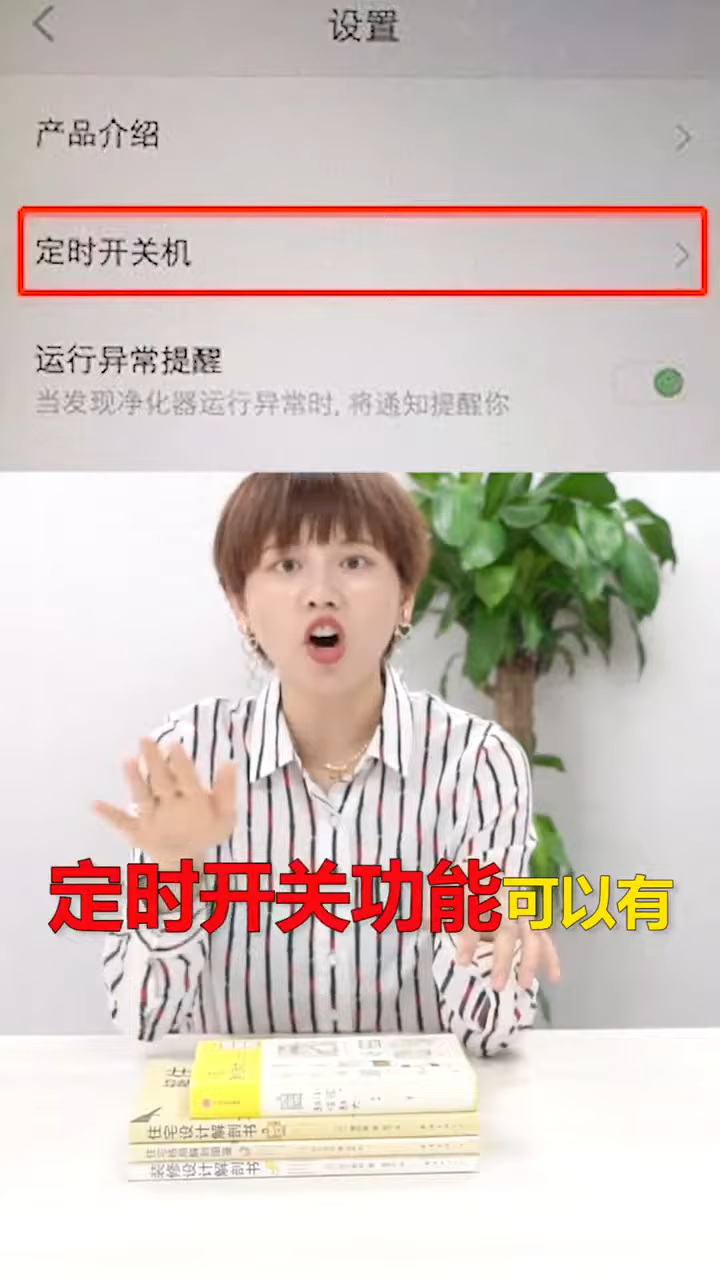 设置
产品介绍
定时开关机
运行异常提醒
当发现净化器运行异常时,将通知提醒你
定时开关功能可以有
住宅设计解剖书
装修设计解剖书